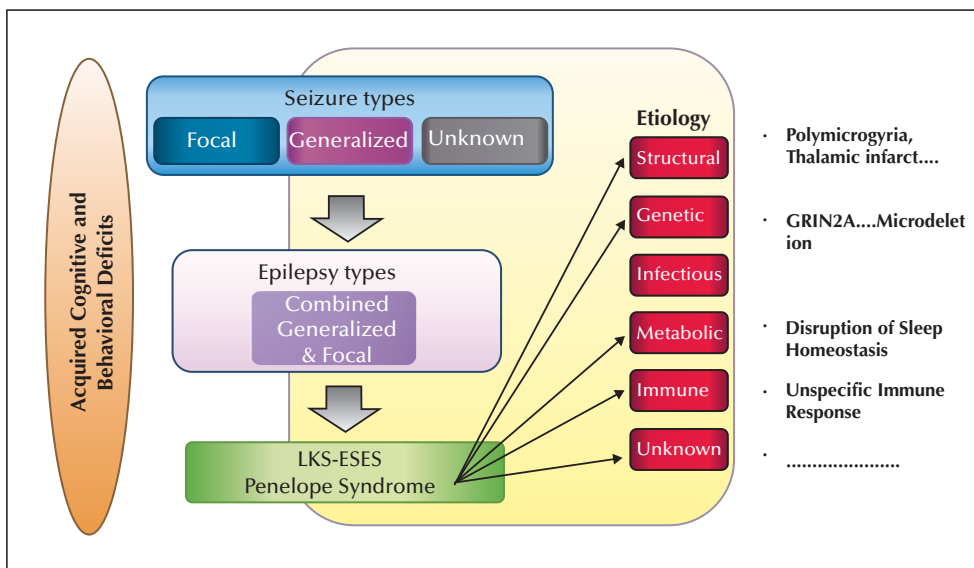 Acquired Cognitive and
Behavioral Deficits
Seizure types
Focal
Generalized
Unknown
Epilepsy types
Combined
Generalized
& Focal
LKS-ESES
Penelope Syndrome
Etiology
Structural
Genetic
Infectious
Metabolic
Immune
Unknown
· Polymicrogyria,
Thalamic infarct....
· GRIN2A....Microdelet
ion
· Disruption of Sleep
Homeostasis
· Unspecific Immune
Response
· ......................